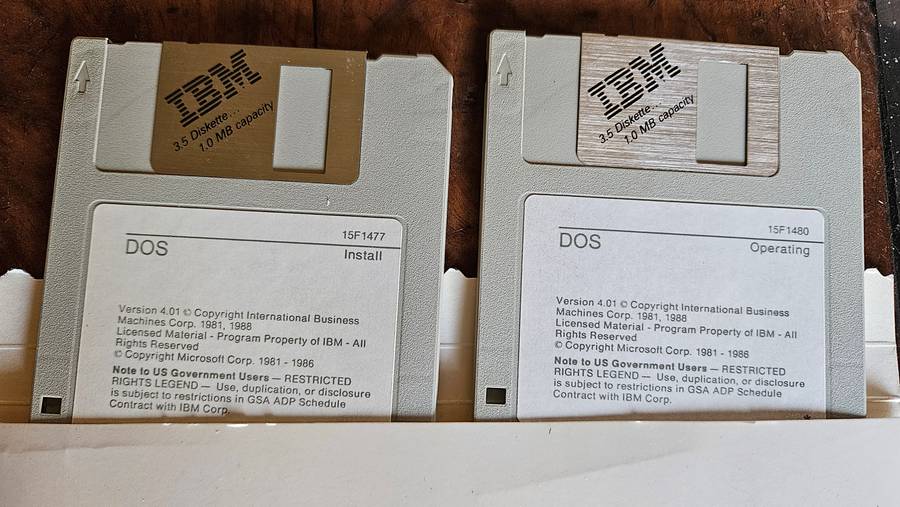 IBM
3.5 Diskette...
1.0 MB capacity
15F1477
DOS
Install
Version 4.01 © Copyright International Business
Machines Corp. 1981, 1988
Licensed Material - Program Property of IBM - All
Rights Reserved
© Copyright Microsoft Corp. 1981 - 1986
Note to US Government Users — RESTRICTED
RIGHTS LEGEND — Use, duplication, or disclosure
is subject to restrictions in GSA ADP Schedule
Contract with IBM Corp.
IBM
3.5 Diskette...
1.0 MB capacity
15F1480
DOS
Operating
Version 4.01 © Copyright International Business
Machines Corp. 1981, 1988
Licensed Material - Program Property of IBM - All
Rights Reserved
© Copyright Microsoft Corp. 1981 - 1986
Note to US Government Users — RESTRICTED
RIGHTS LEGEND — Use, duplication, or disclosure
is subject to restrictions in GSA ADP Schedule
Contract with IBM Corp.